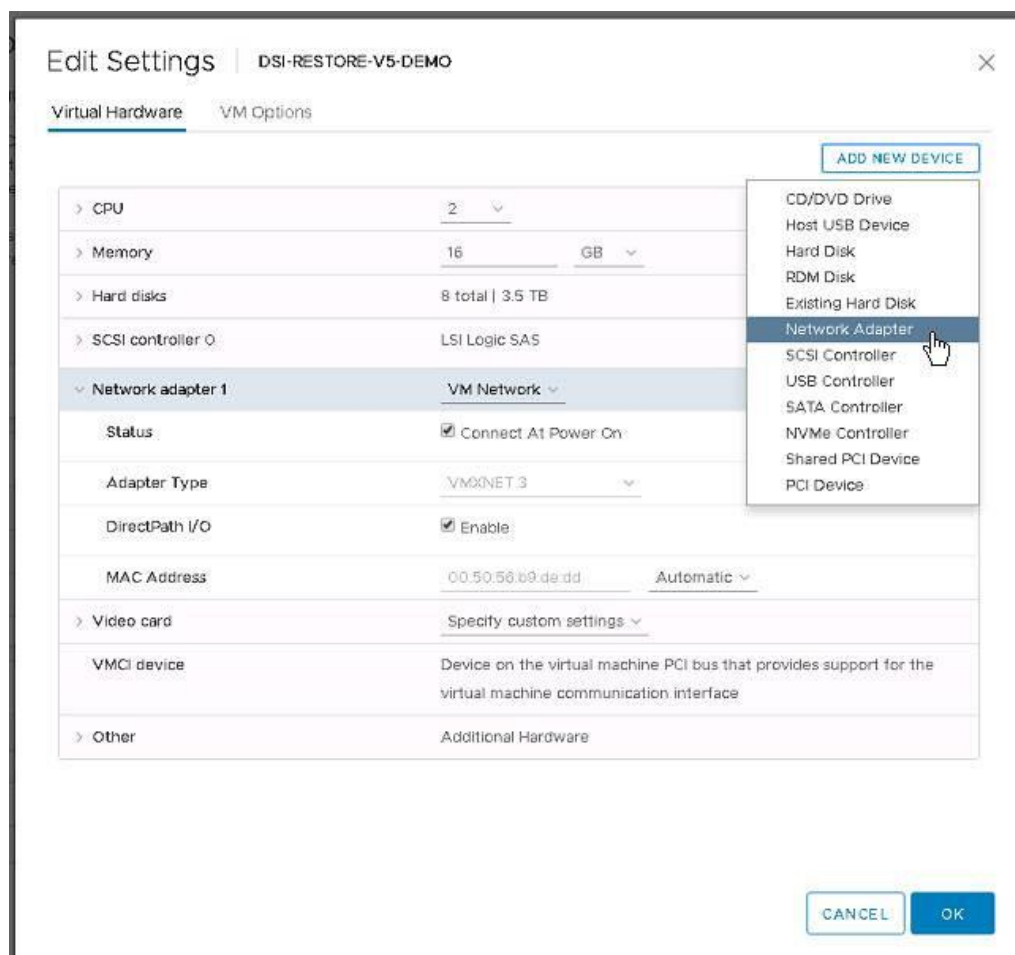 Edit Settings DSI-RESTORE-V5-DEMO
Virtual Hardware VM Options
ADD NEW DEVICE
CD/DVD Drive
Host USB Device
Hard Disk
RDM Disk
Existing Hard Disk
Network Adapter
SCSI Controller
USB Controller
SATA Controller
NVMe Controller
Shared PCI Device
PCI Device
CPU 2
Memory 16 GB
Hard disks 8 total | 3.5 TB
SCSI controller 0 LSI Logic SAS
Network adapter 1 VM Network
Status Connect At Power On
Adapter Type VMXNET 3
DirectPath I/O Enable
MAC Address 00:50:56:b9:de:dd Automatic
Video card Specify custom settings
VMCI device Device on the virtual machine PCI bus that provides support for the
virtual machine communication interface
Other Additional Hardware
CANCEL OK